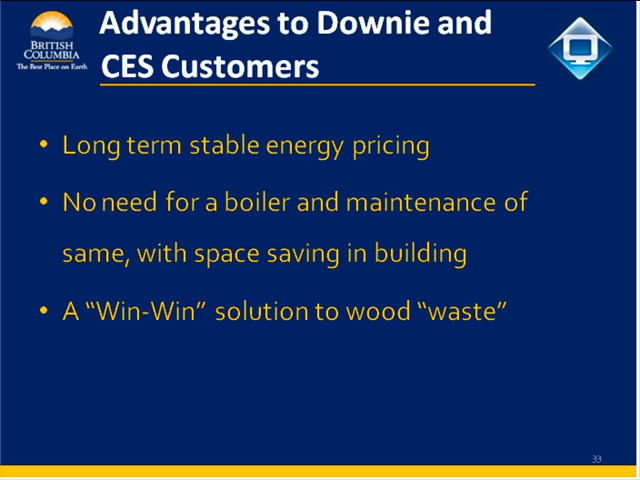 Advantages to Downie and
CES Customers
BRITISH
COLUMBIA
The Best Place on Earth
• Long term stable energy pricing
• No need for a boiler and maintenance of
same, with space saving in building
• A “Win-Win” solution to wood “waste”
33